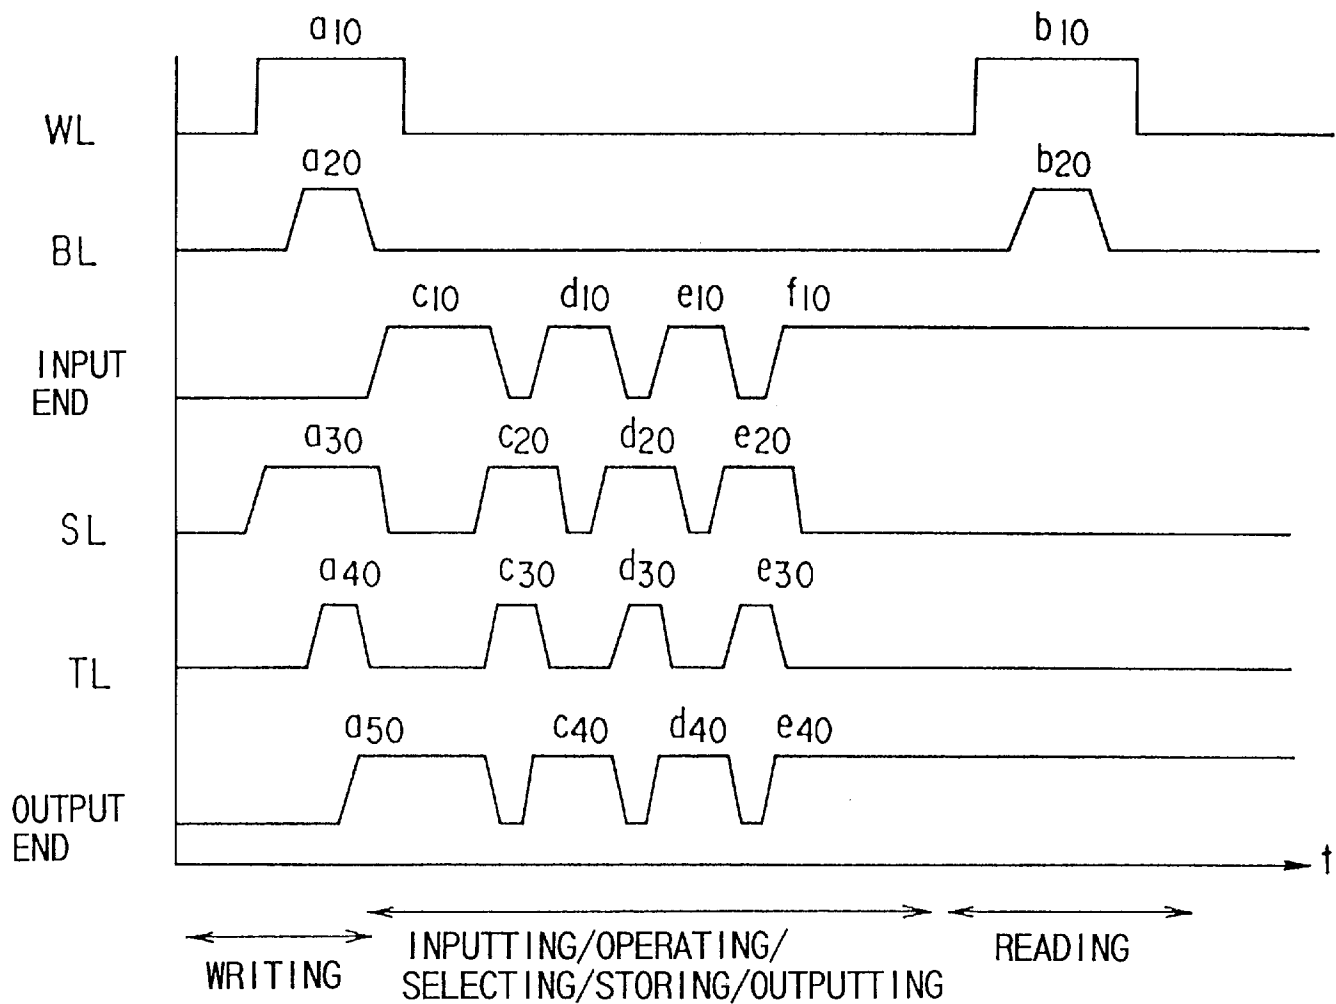 a10 b10
WL
a20 b20
BL
c10 d10 e10 f10
INPUT
END
a30 c20 d20 e20
SL
a40 c30 d30 e30
TL
a50 c40 d40 e40
OUTPUT
END
t
WRITING
INPUTTING/OPERATING/
SELECTING/STORING/OUTPUTTING
READING